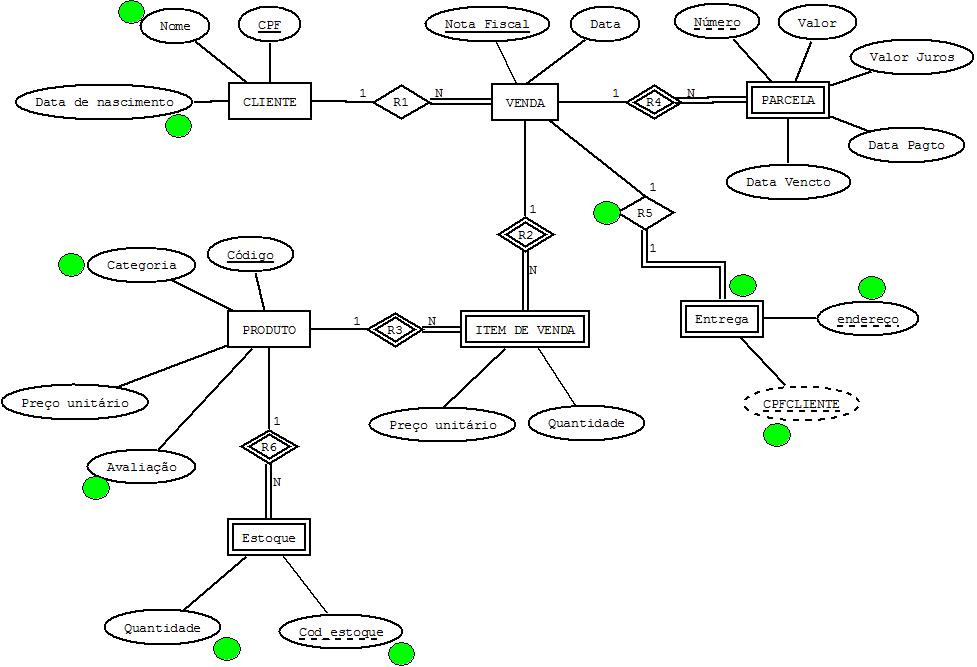 Nome
CPF
Nota Fiscal
Data
Número
Valor
Valor Juros
Data de nascimento
CLIENTE
1
R1
N
VENDA
1
R4
N
PARCELA
Data Pagto
Data Vencto
1
R5
1
1
R2
N
Categoria
Código
PRODUTO
1
R3
N
ITEM DE VENDA
Entrega
endereço
Preço unitário
Preço unitário
Quantidade
CPFCLIENTE
Avaliação
1
R6
N
Estoque
Quantidade
Cod_estoque